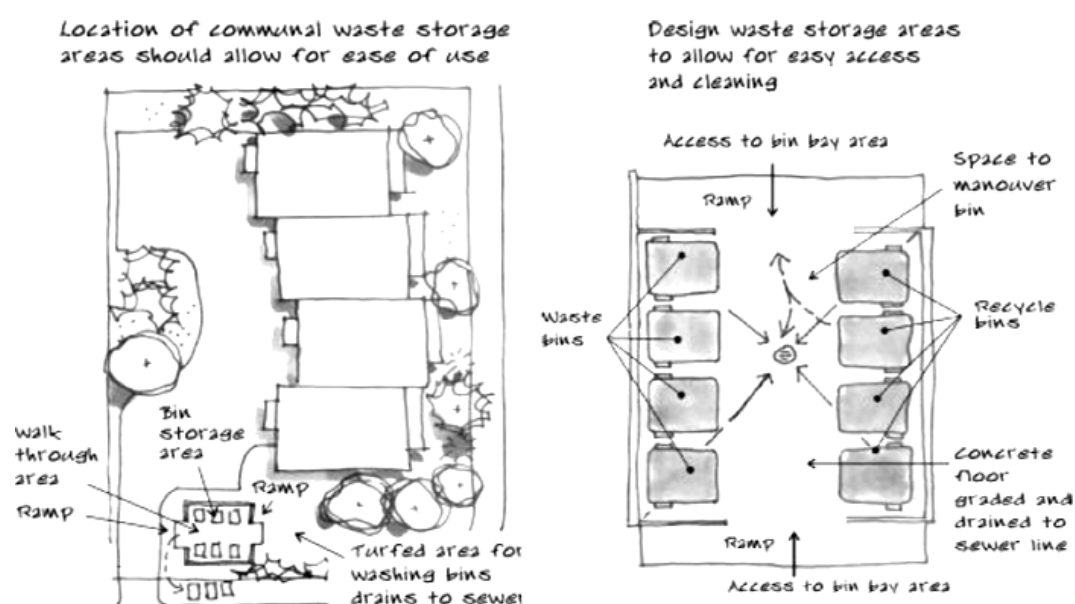 Location of communal waste storage
areas should allow for ease of use
Bin
storage
area
Walk
through
area
Ramp
Ramp
Turfed area for
washing bins
drains to sewer
Design waste storage areas
to allow for easy access
and cleaning
Access to bin bay area
Ramp
Space to
manouver
bin
Waste
bins
Recycle
bins
Concrete
floor
graded and
drained to
sewer line
Ramp
Access to bin bay area